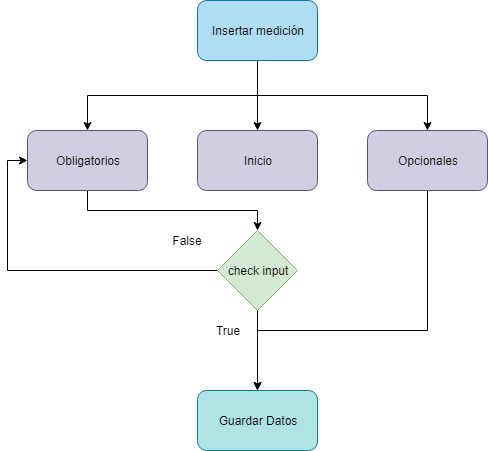 Insertar medición
Obligatorios
Inicio
Opcionales
False
check input
True
Guardar Datos